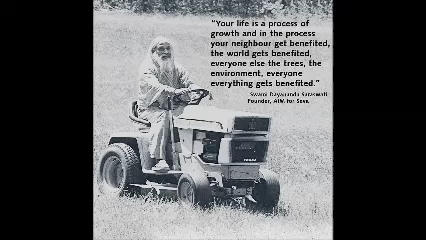 "Your life is a process of
growth and in the process
your neighbour get benefited,
the world gets benefited,
everyone else the trees, the
environment, everyone
everything gets benefited."
Swami Dayananda Saraswati
Founder, AIM for Seva.